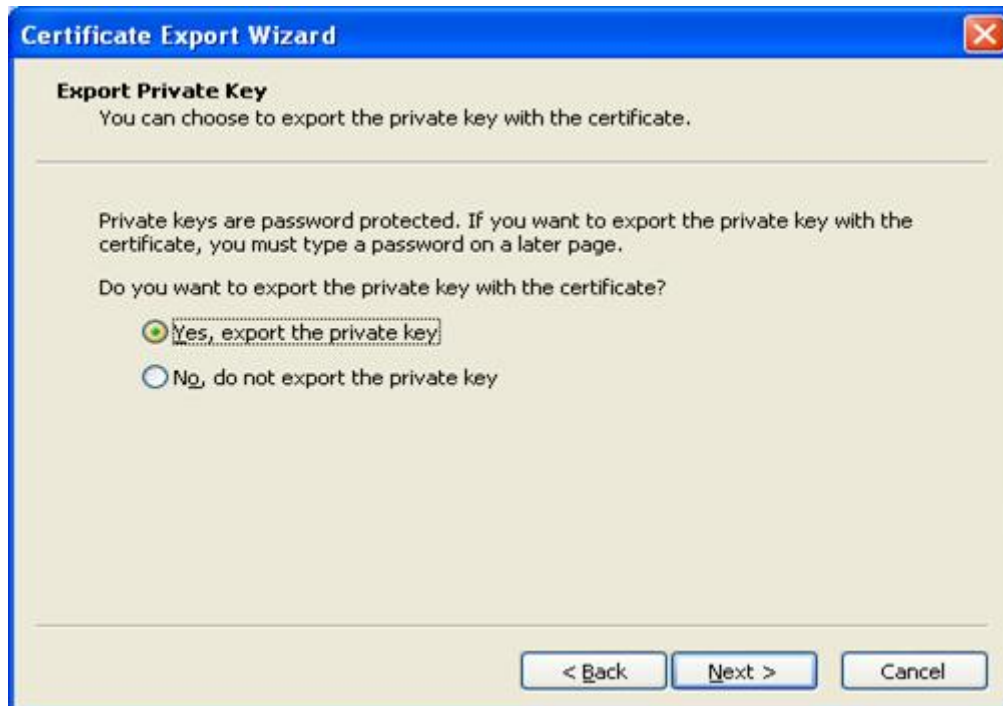 Certificate Export Wizard
Export Private Key
You can choose to export the private key with the certificate.
Private keys are password protected. If you want to export the private key with the
certificate, you must type a password on a later page.
Do you want to export the private key with the certificate?
Yes, export the private key
No, do not export the private key
< Back
Next >
Cancel